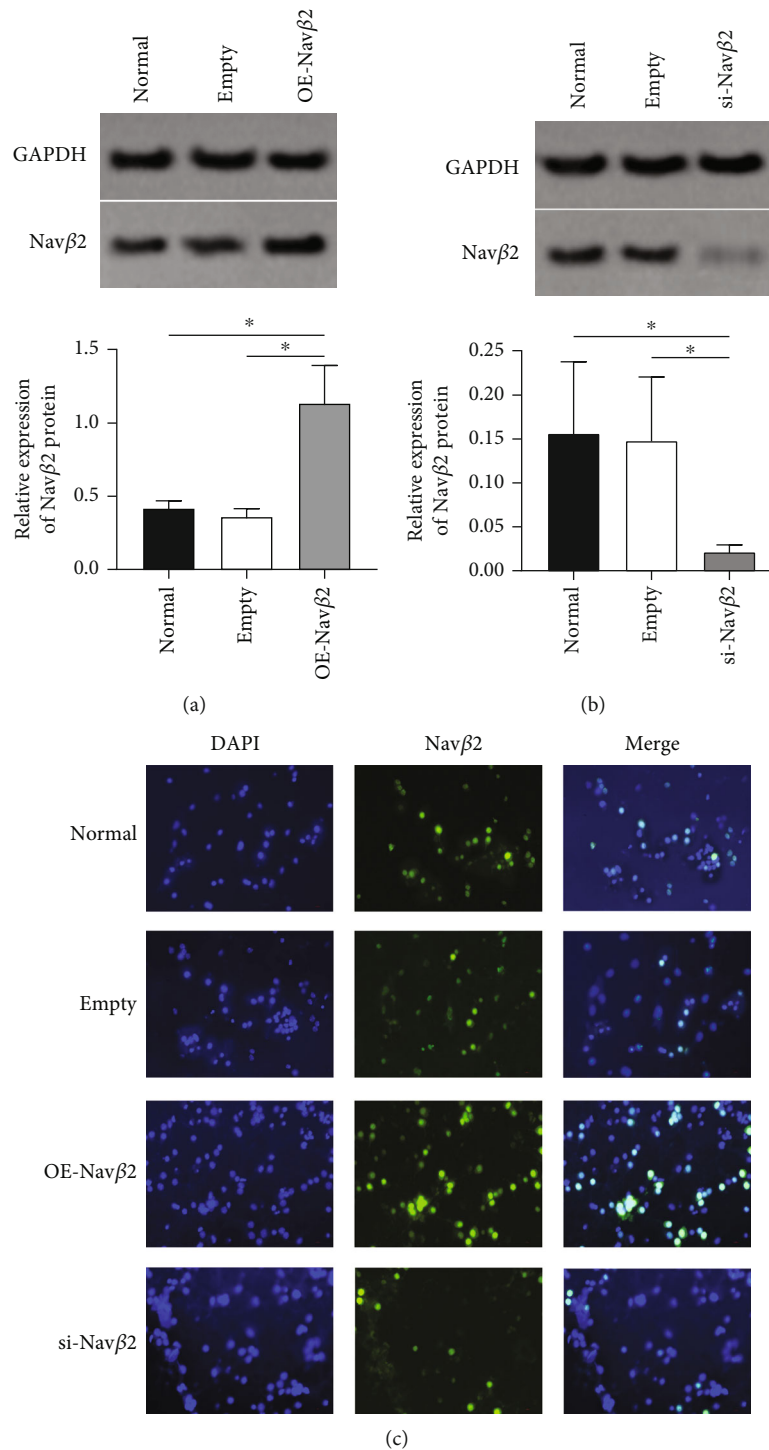 Normal
Empty
OE-Navβ2
GAPDH
Navβ2
*
*
Relative expression
of Navβ2 protein
1.5
1.0
0.5
0.0
Normal
Empty
OE-Navβ2
(a)
Normal
Empty
si-Navβ2
GAPDH
Navβ2
*
*
Relative expression
of Navβ2 protein
0.25
0.20
0.15
0.10
0.05
0.00
Normal
Empty
si-Navβ2
(b)
DAPI
Navβ2
Merge
Normal
Empty
OE-Navβ2
si-Navβ2
(c)